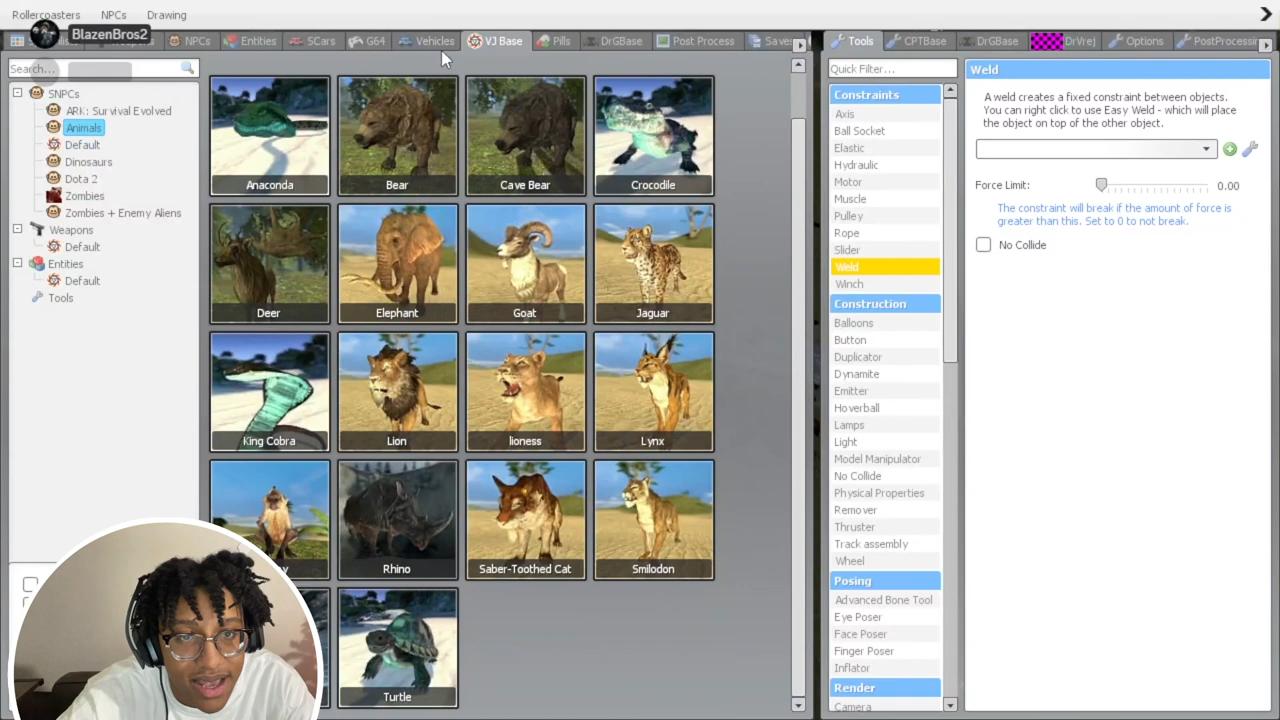 Rollercoasters NPCs Drawing
BlazenBros2
NPCs Entities SCars G64 Vehicles VJ Base Pills DrGBase Post Process Saves
Tools CPTBase DrGBase DrVrej Options PostProcessing
Search...
SNPCs
ARK: Survival Evolved
Animals
Default
Dinosaurs
Dota 2
Zombies
Zombies + Enemy Aliens
Weapons
Default
Entities
Default
Tools
Anaconda
Bear
Cave Bear
Crocodile
Deer
Elephant
Goat
Jaguar
King Cobra
Lion
lioness
Lynx
Rhino
Saber-Toothed Cat
Smilodon
Turtle
Quick Filter...
Constraints
Axis
Ball Socket
Elastic
Hydraulic
Motor
Muscle
Pulley
Rope
Slider
Weld
Winch
Construction
Balloons
Button
Duplicator
Dynamite
Emitter
Hoverball
Lamps
Light
Model Manipulator
No Collide
Physical Properties
Remover
Thruster
Track assembly
Wheel
Posing
Advanced Bone Tool
Eye Poser
Face Poser
Finger Poser
Inflator
Render
Camera
Weld
A weld creates a fixed constraint between objects.
You can right click to use Easy Weld - which will place
the object on top of the other object.
Force Limit: 0.00
The constraint will break if the amount of force is
greater than this. Set to 0 to not break.
No Collide